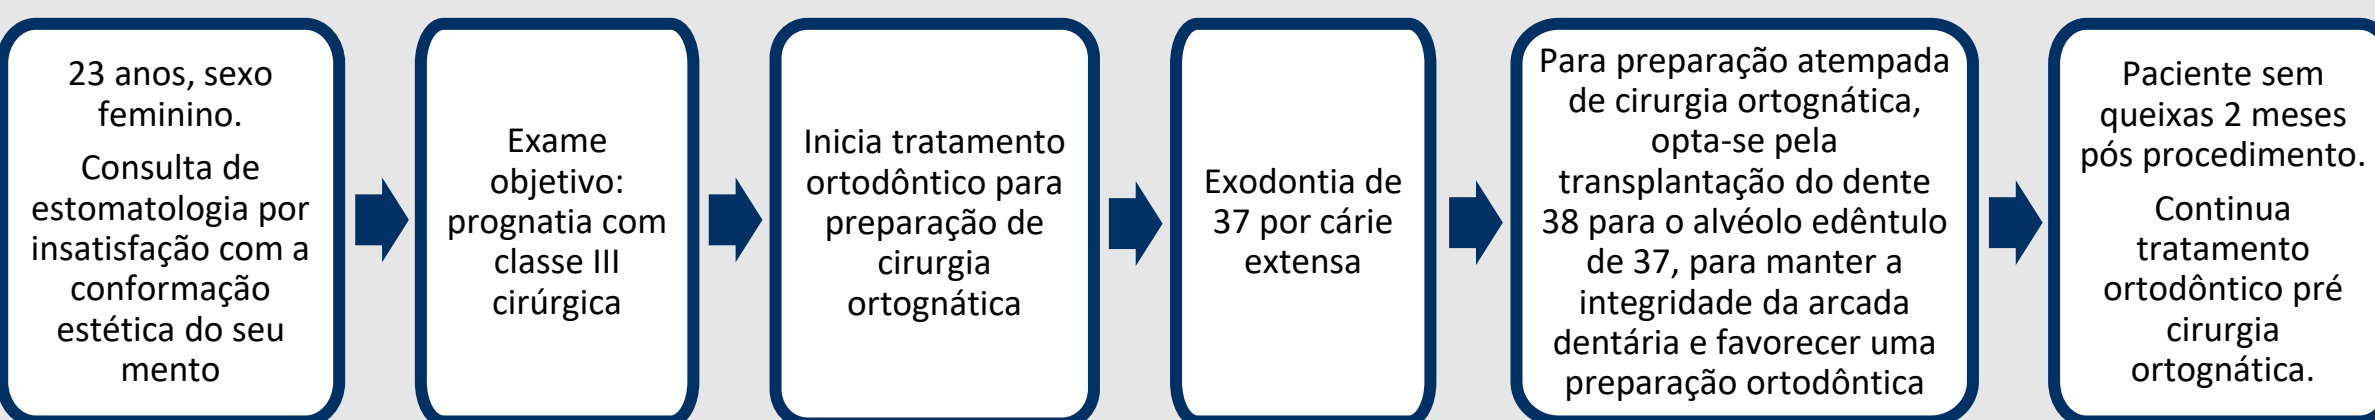 23 anos, sexo
feminino.
Consulta de
estomatologia por
insatisfação com a
conformação
estética do seu
mento
Exame
objetivo:
prognatia com
classe III
cirúrgica
Inicia tratamento
ortodôntico para
preparação de
cirurgia
ortognática
Exodontia de
37 por cárie
extensa
Para preparação atempada
de cirurgia ortognática,
opta-se pela
transplantação do dente
38 para o alvéolo edêntulo
de 37, para manter a
integridade da arcada
dentária e favorecer uma
preparação ortodôntica
Paciente sem
queixas 2 meses
pós procedimento.
Continua
tratamento
ortodôntico pré
cirurgia
ortognática.